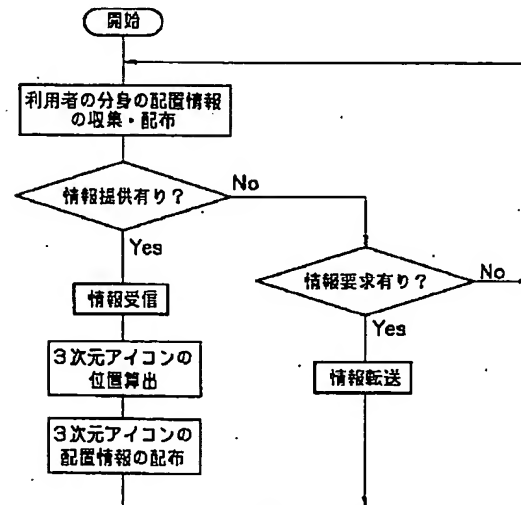 開始
利用者の分身の配置情報
の収集・配布
情報提供有り？
No
Yes
情報要求有り？
No
Yes
情報受信
3次元アイコンの
位置算出
情報転送
3次元アイコンの
配置情報の配布